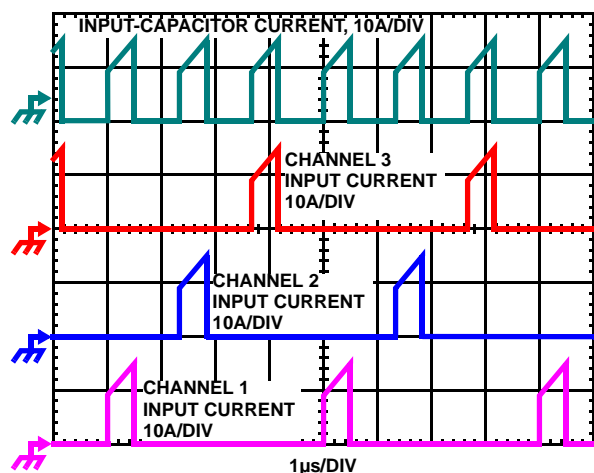 INPUT-CAPACITOR CURRENT, 10A/DIV
CHANNEL 3
INPUT CURRENT
10A/DIV
CHANNEL 2
INPUT CURRENT
10A/DIV
CHANNEL 1
INPUT CURRENT
10A/DIV
1µs/DIV